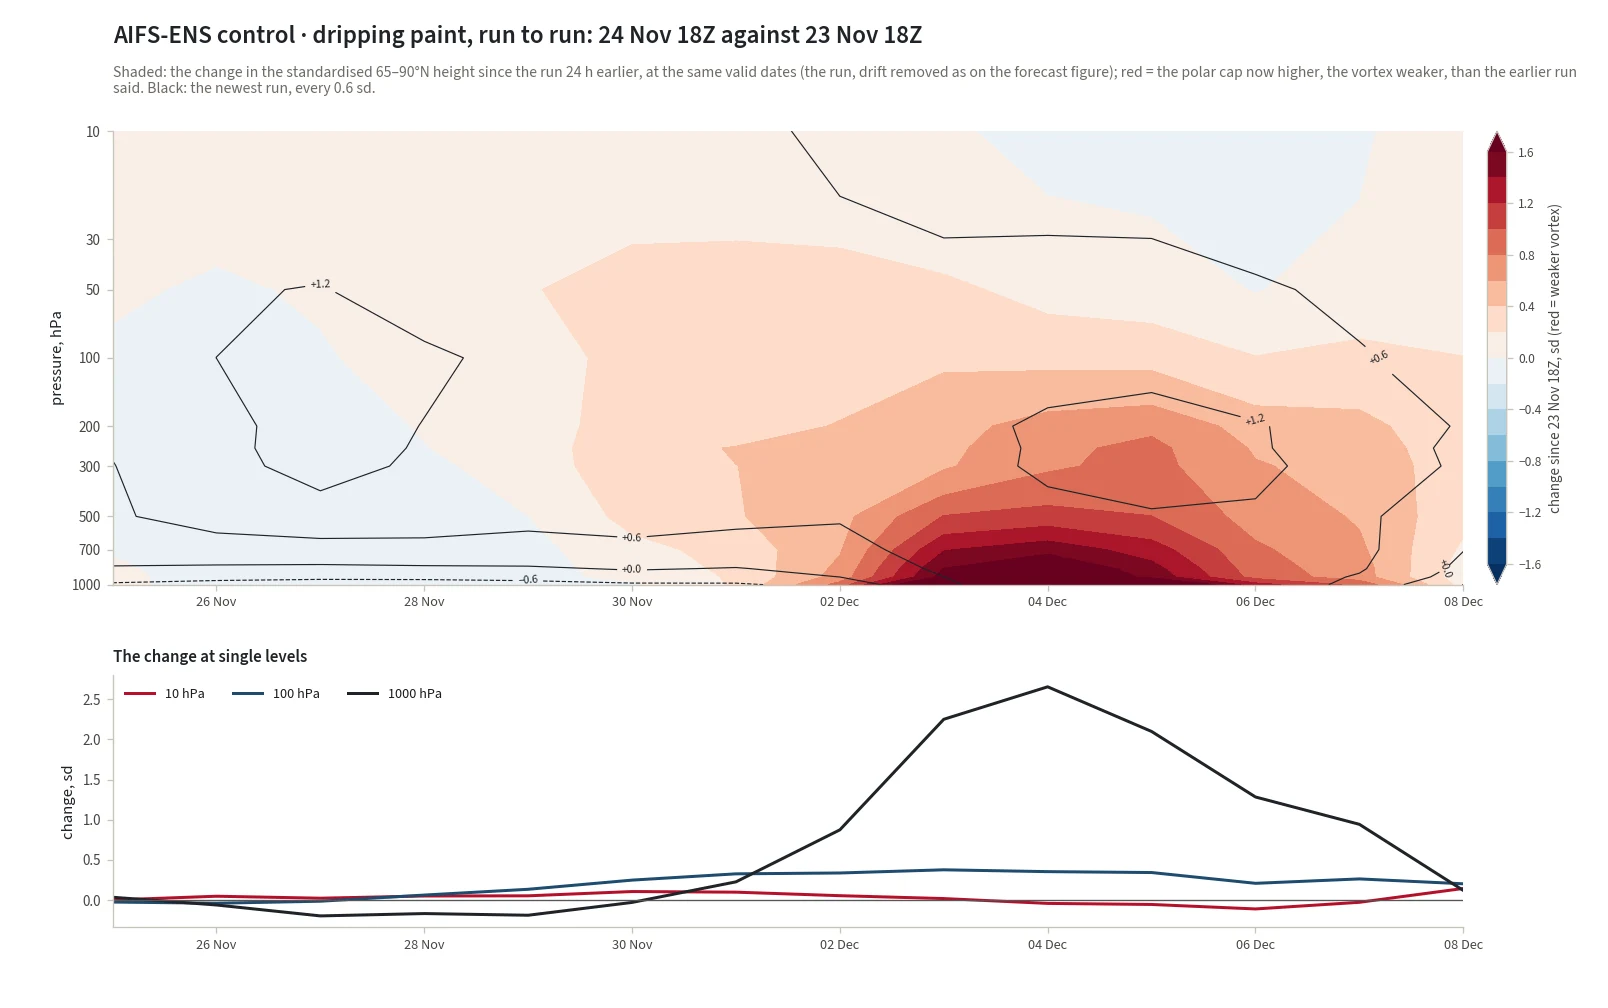 AIFS-ENS control · dripping paint, run to run: 24 Nov 18Z against 23 Nov 18Z
Shaded: the change in the standardised 65–90°N height since the run 24 h earlier, at the same valid dates (the run, drift removed as on the forecast figure); red = the polar cap now higher, the vortex weaker, than the earlier run
said. Black: the newest run, every 0.6 sd.
10
30
50
100
200
300
500
700
1000
pressure, hPa
+1.2
+0.6
+1.2
+0.6
+0.0
−0.6
+0.0
26 Nov
28 Nov
30 Nov
02 Dec
04 Dec
06 Dec
08 Dec
1.6
1.2
0.8
0.4
0.0
−0.4
−0.8
−1.2
−1.6
change since 23 Nov 18Z, sd (red = weaker vortex)
The change at single levels
10 hPa
100 hPa
1000 hPa
2.5
2.0
1.5
1.0
0.5
0.0
change, sd
26 Nov
28 Nov
30 Nov
02 Dec
04 Dec
06 Dec
08 Dec